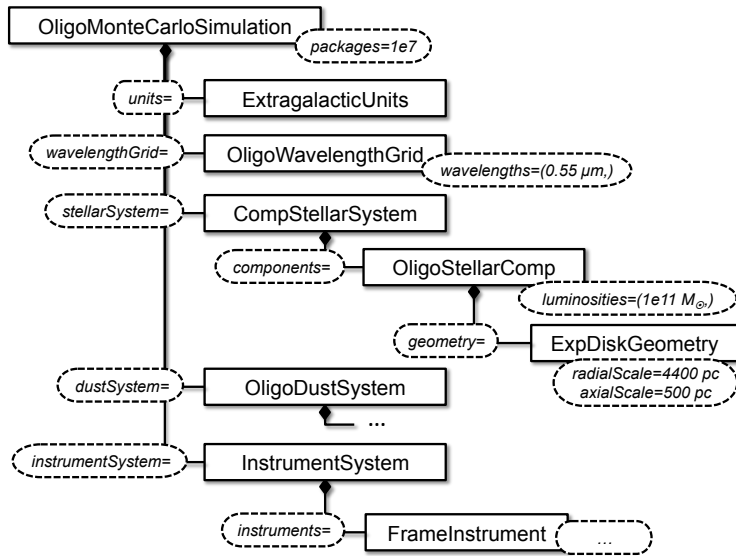 OligoMonteCarloSimulation
packages=1e7
units=
ExtragalacticUnits
wavelengthGrid=
OligoWavelengthGrid
wavelengths=(0.55 μm,)
stellarSystem=
CompStellarSystem
components=
OligoStellarComp
luminosities=(1e11 M☉,)
geometry=
ExpDiskGeometry
radialScale=4400 pc
axialScale=500 pc
dustSystem=
OligoDustSystem
...
instrumentSystem=
InstrumentSystem
instruments=
FrameInstrument
...